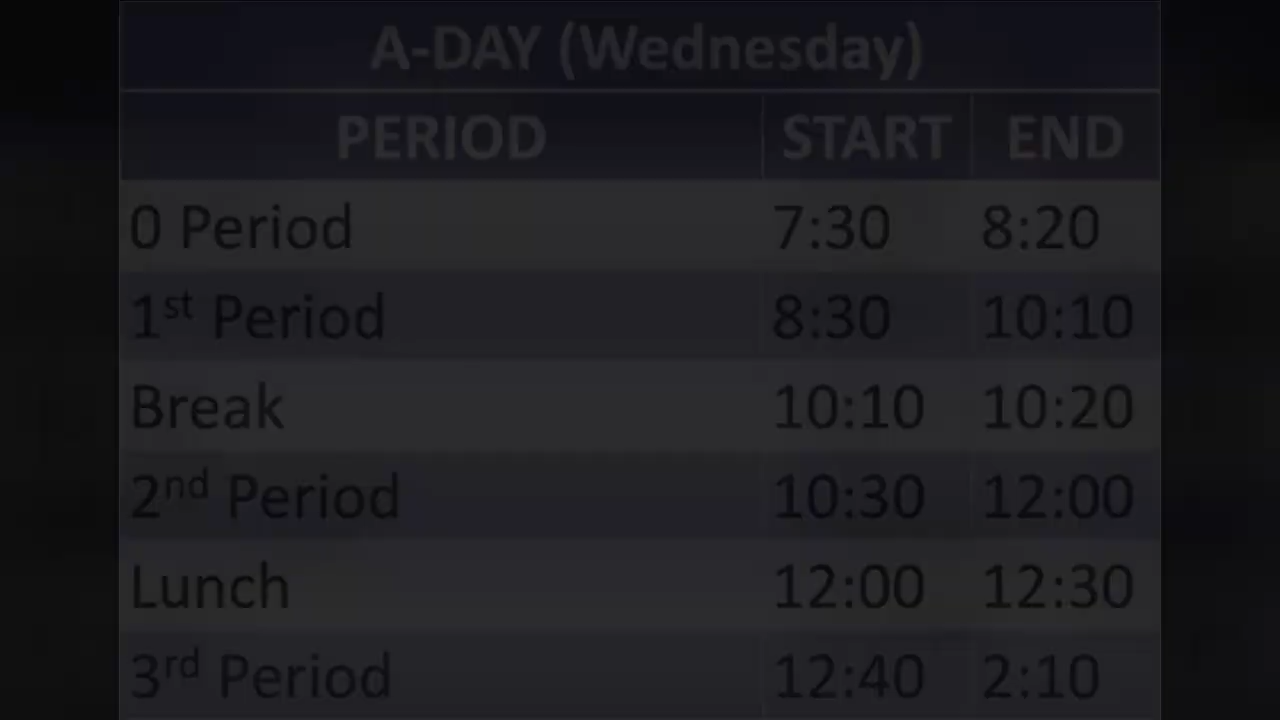 A-DAY (Wednesday)
PERIOD START END
0 Period 7:30 8:20
1st Period 8:30 10:10
Break 10:10 10:20
2nd Period 10:30 12:00
Lunch 12:00 12:30
3rd Period 12:40 2:10